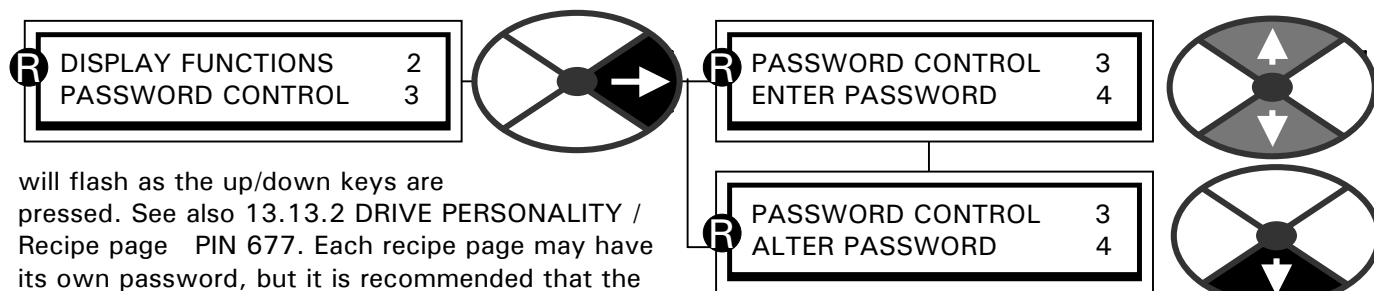 R DISPLAY FUNCTIONS 2
PASSWORD CONTROL 3
R PASSWORD CONTROL 3
ENTER PASSWORD 4
will flash as the up/down keys are
pressed. See also 13.13.2 DRIVE PERSONALITY /
Recipe page PIN 677. Each recipe page may have
its own password, but it is recommended that the
R PASSWORD CONTROL 3
ALTER PASSWORD 4